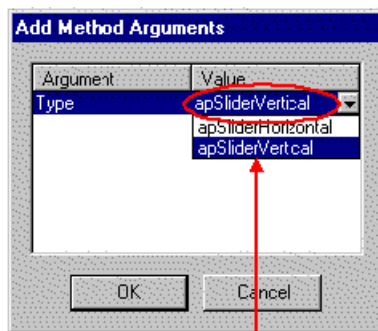 Add Method Arguments
Argument Value
Type apSliderVertical
apSliderHorizontal
apSliderVertical
OK Cancel